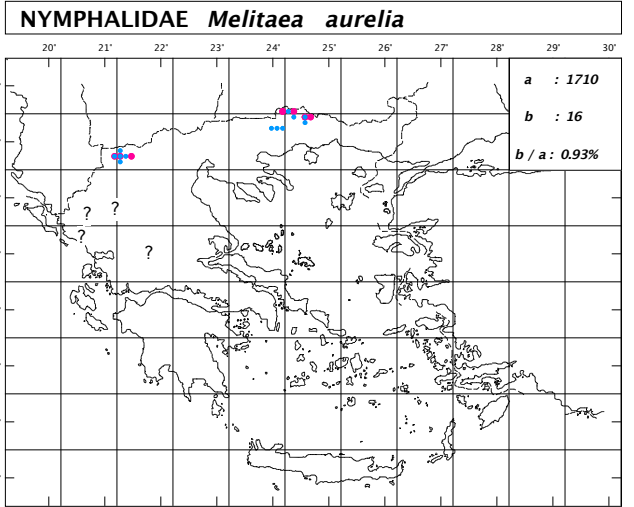 NYMPHALIDAE Melitaea aurelia
20' 21' 22' 23' 24' 25' 26' 27' 28' 29' 30'
a : 1710
b : 16
b / a : 0.93%
? ?
?
?